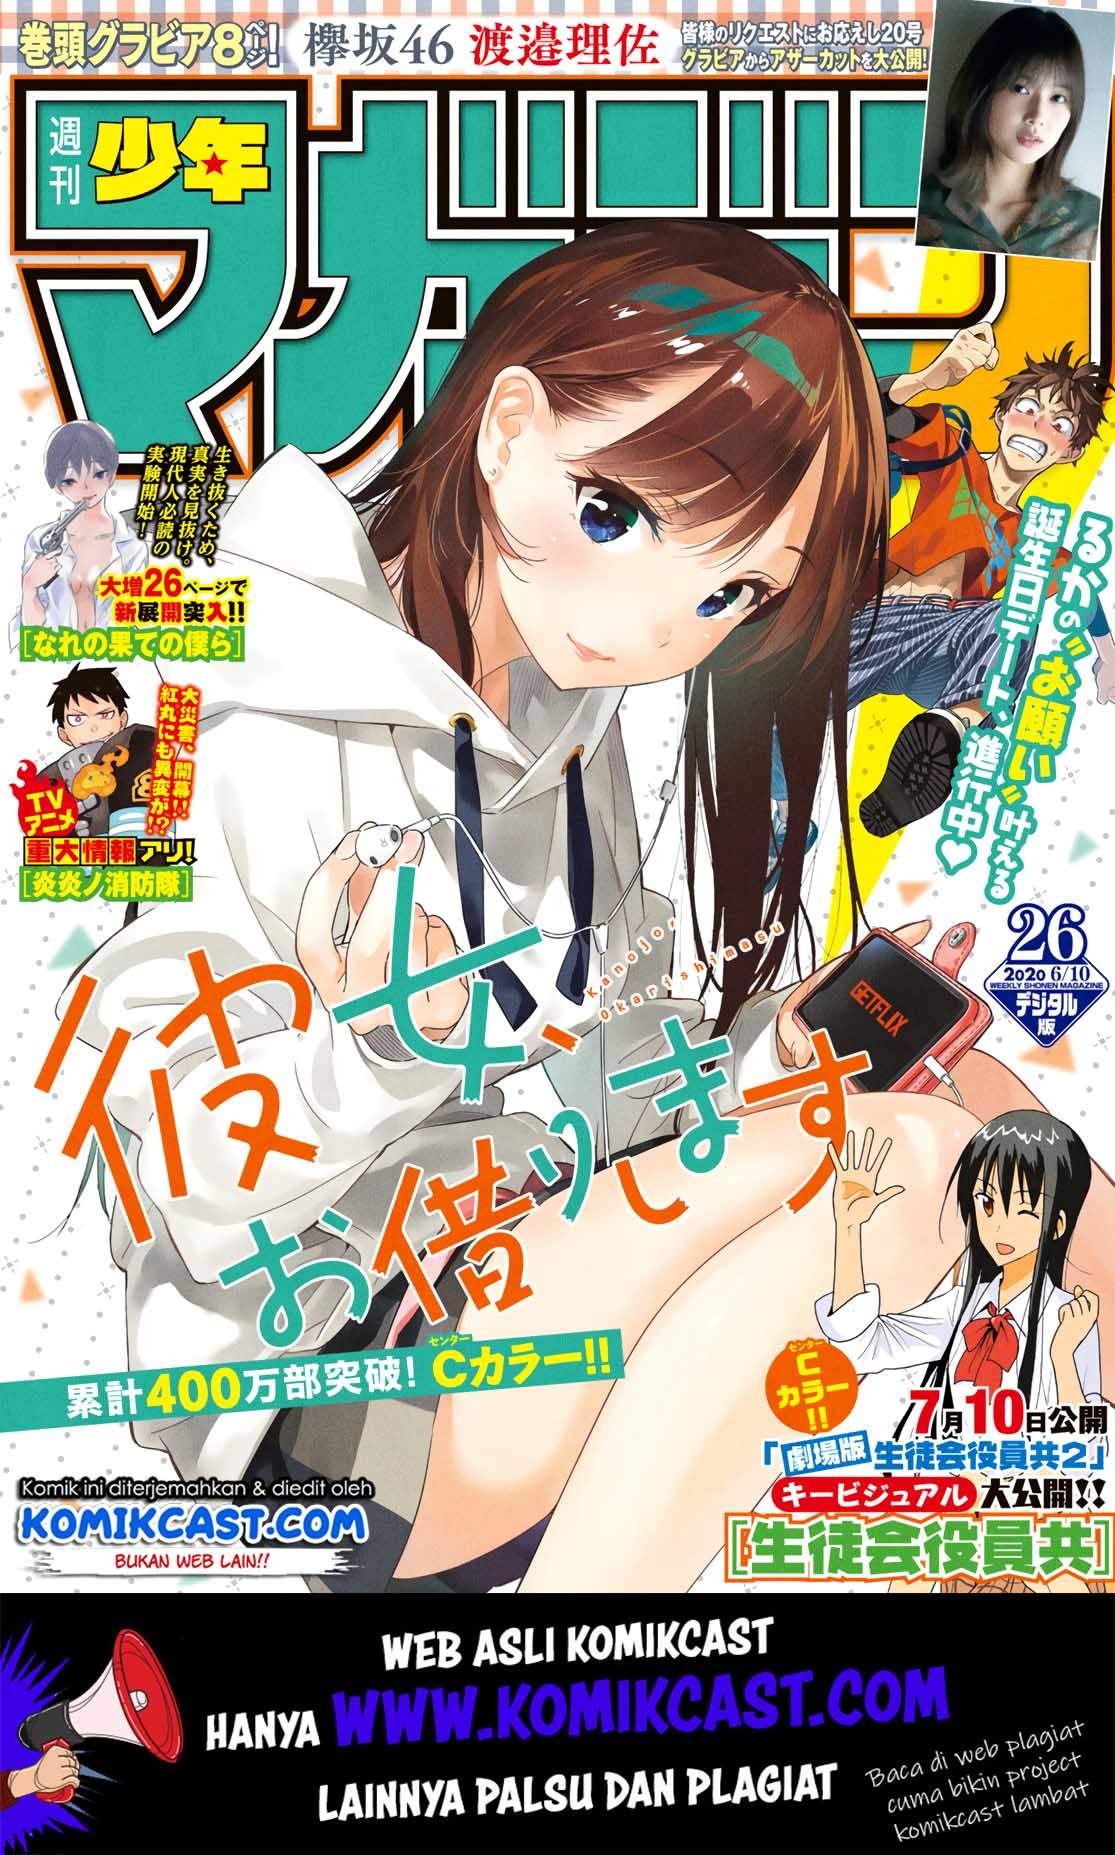 巻頭グラビア8ページ!
欅坂46 渡邉理佐
皆様のリクエストにお応えし20号
グラビアからアザーカットを大公開!
週刊
少年
マガジン
生き抜くため、
真実を見抜け。
現代人必読の
実験開始!
大増26ページで
新展開突入!!
[なれの果ての僕ら]
大災害、開幕!!
紅丸にも異変が!?
TV
アニメ
重大情報アリ!
[炎炎ノ消防隊]
るかの"お願い"叶える
誕生日デート、進行中♥
26
2020 6/10
WEEKLY SHONEN MAGAZINE
デジタル
版
GETFLIX
Kanojo,
Okarishimasu
彼女、
お借りします
累計400万部突破!
センター
Cカラー!!
センター
C
カラー!!
7月10日公開
「劇場版 生徒会役員共2」
キービジュアル大公開!!
[生徒会役員共]
Komik ini diterjemahkan & diedit oleh
KOMIKCAST.COM
BUKAN WEB LAIN!!
WEB ASLI KOMIKCAST
HANYA WWW.KOMIKCAST.COM
LAINNYA PALSU DAN PLAGIAT
Baca di web plagiat
cuma bikin project
komikcast lambat